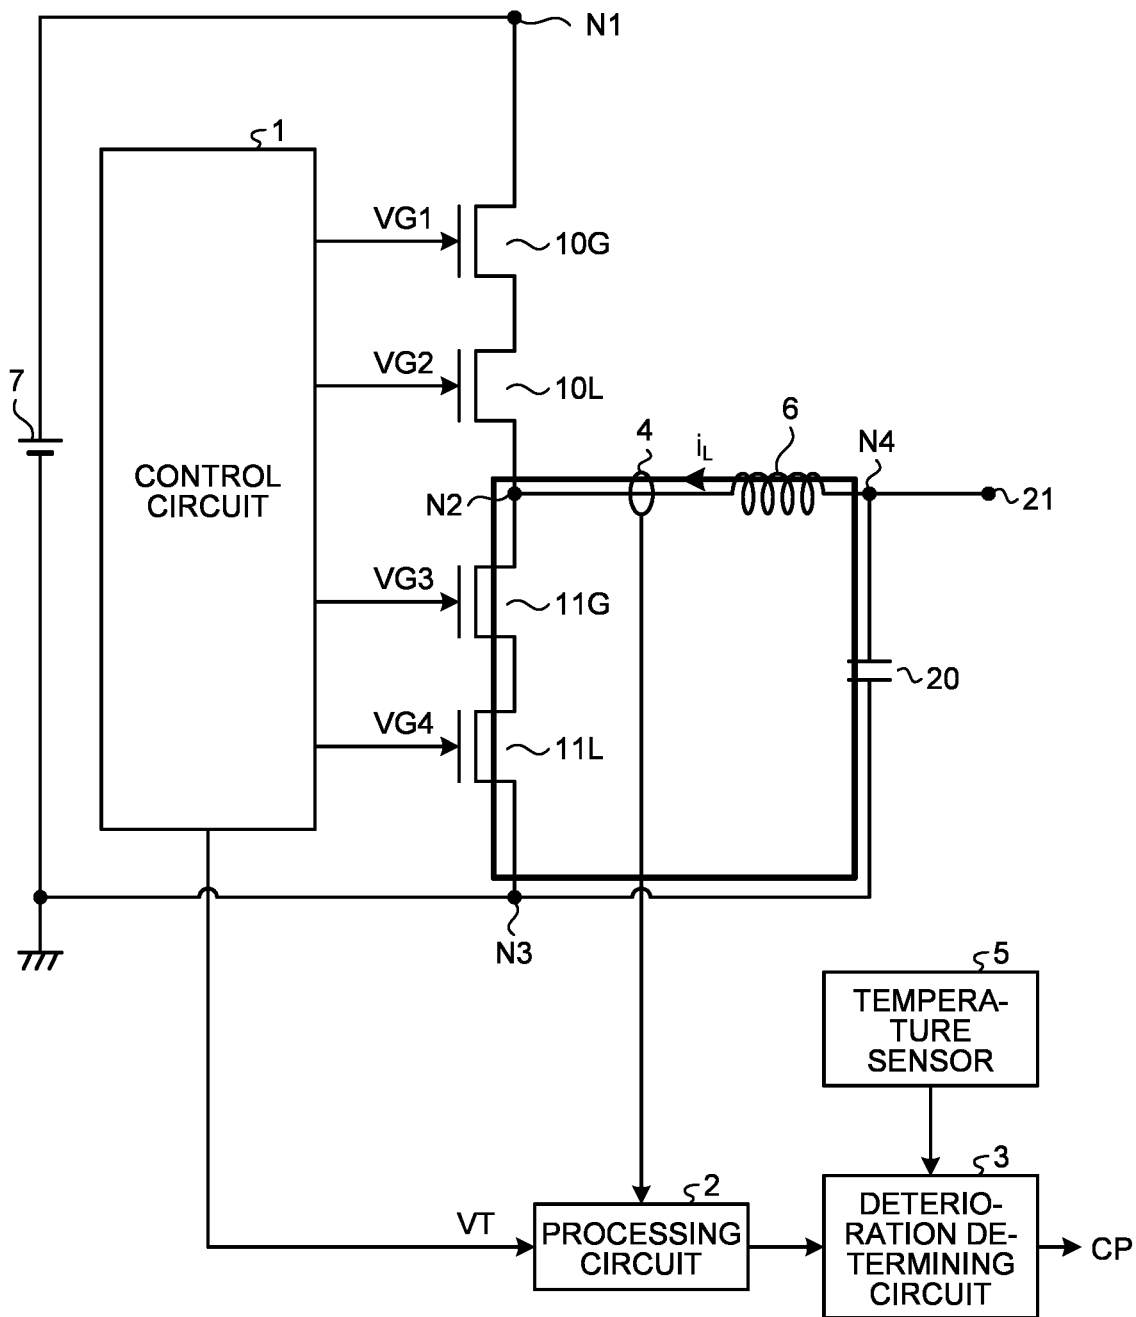 N1
1
VG1
10G
VG2
10L
7
CONTROL
CIRCUIT
4
iL
6
N4
N2
21
VG3
11G
20
VG4
11L
N3
5
TEMPERA-
TURE
SENSOR
3
2
VT
PROCESSING
CIRCUIT
DETERIO-
RATION DE-
TERMINING
CIRCUIT
CP